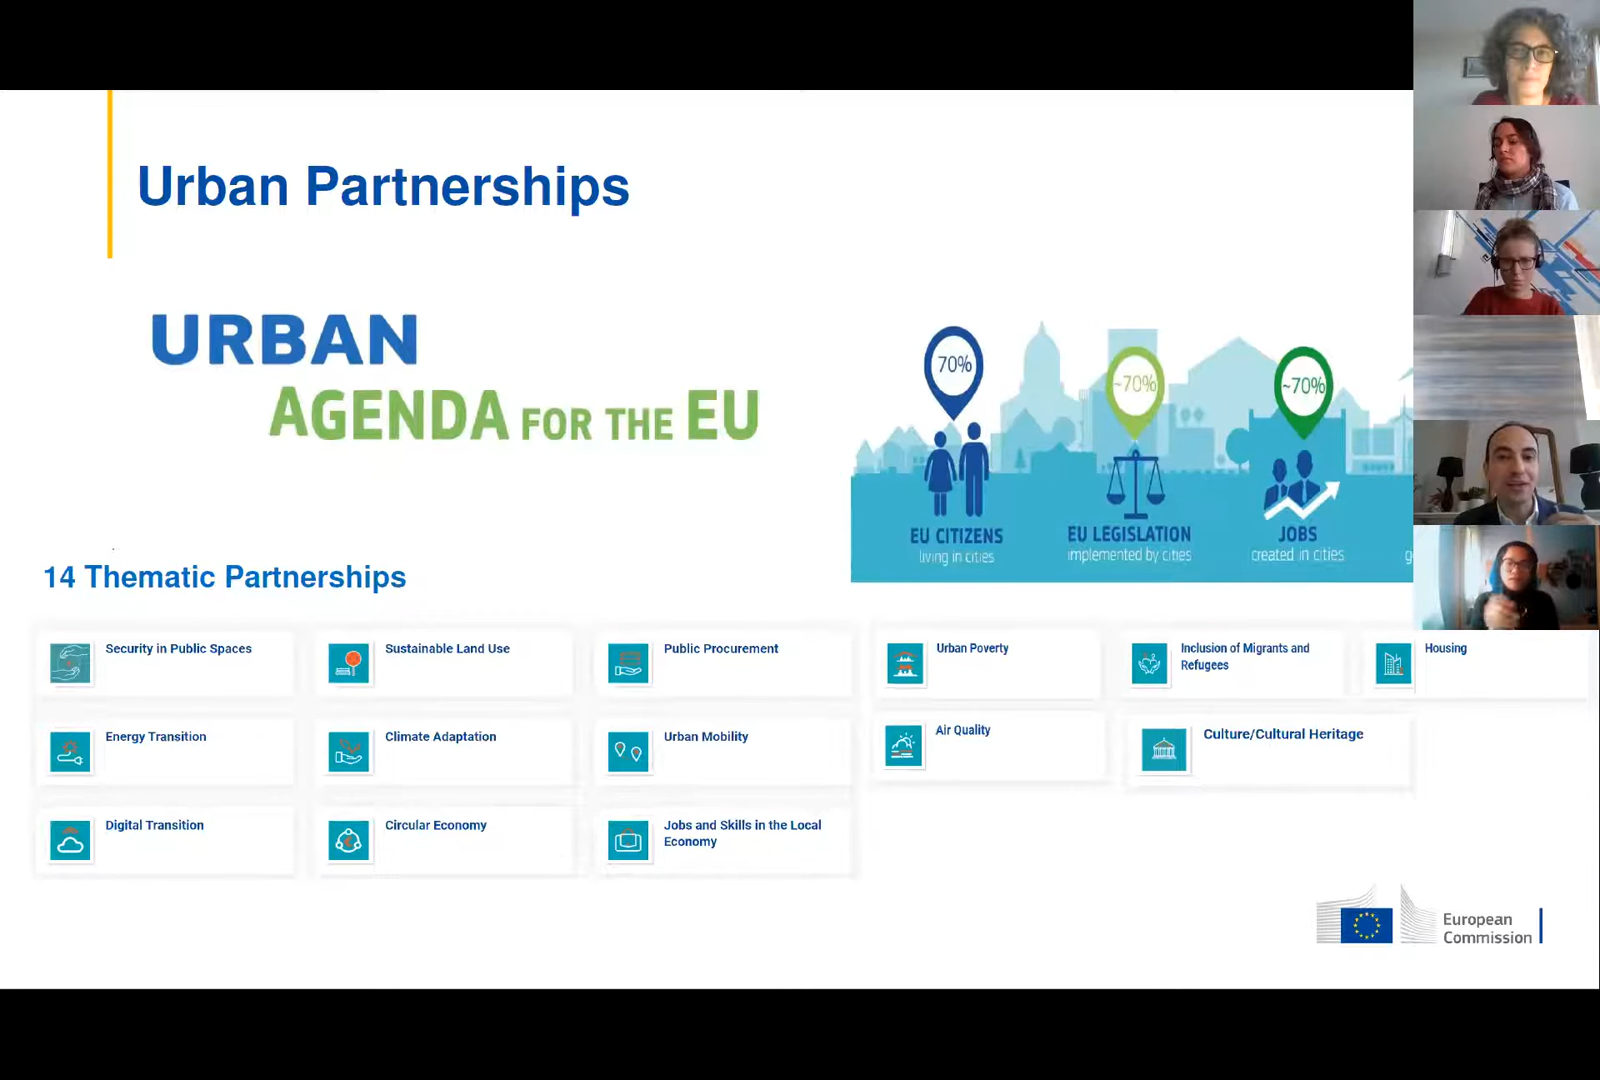 Urban Partnerships
URBAN
AGENDA FOR THE EU
70%
~70%
~70%
EU CITIZENS
living in cities
EU LEGISLATION
implemented by cities
JOBS
created in cities
14 Thematic Partnerships
Security in Public Spaces
Sustainable Land Use
Public Procurement
Urban Poverty
Inclusion of Migrants and
Refugees
Housing
Energy Transition
Climate Adaptation
Urban Mobility
Air Quality
Culture/Cultural Heritage
Digital Transition
Circular Economy
Jobs and Skills in the Local
Economy
European
Commission